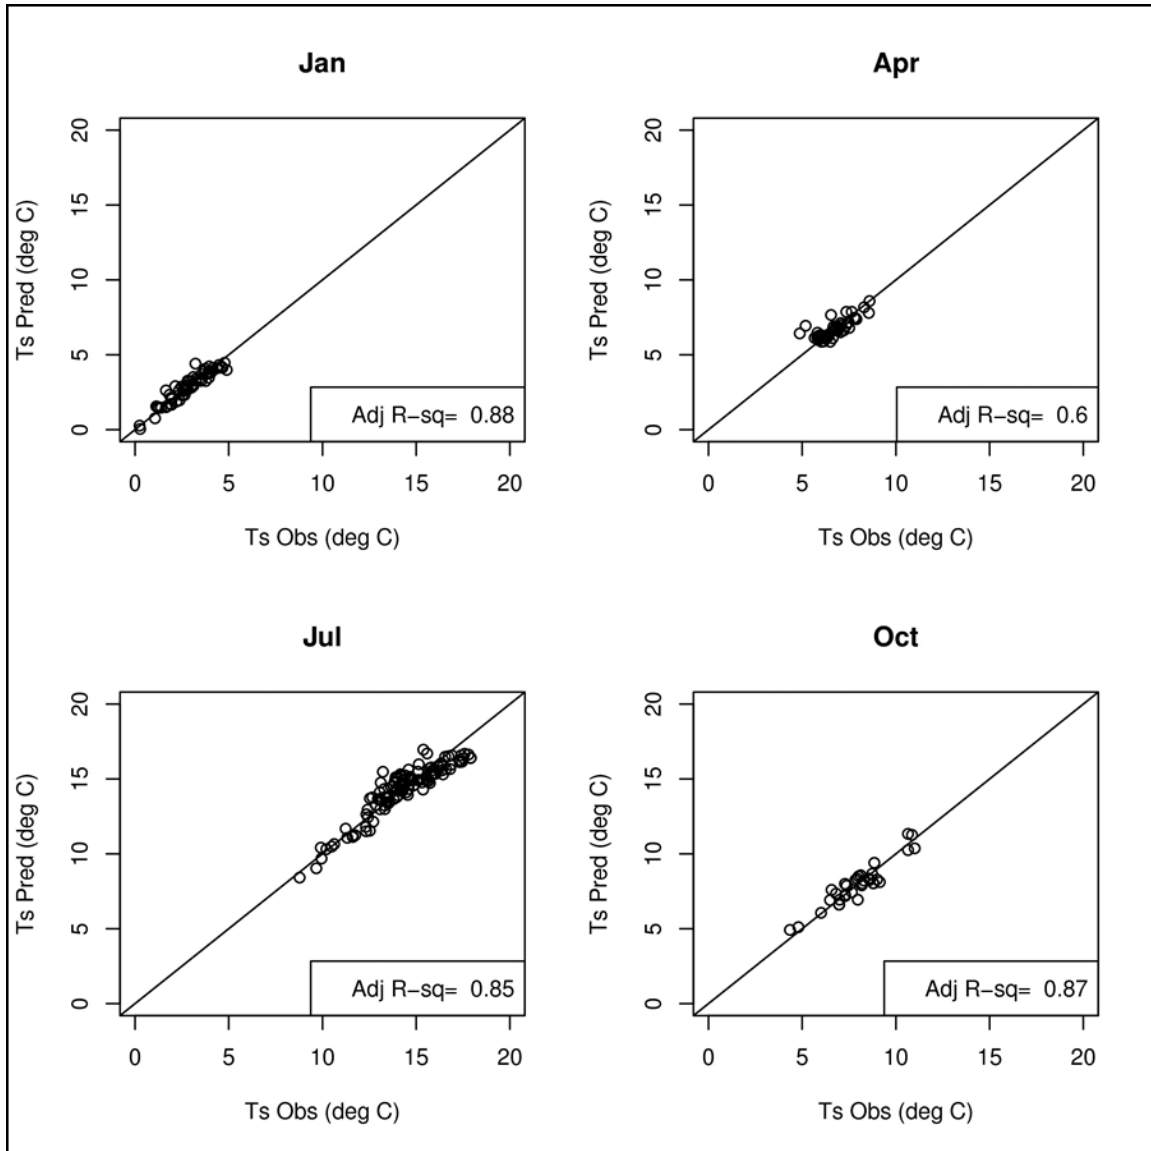 Jan
Ts Pred (deg C)
20
15
10
5
0
Adj R−sq= 0.88
0 5 10 15 20
Ts Obs (deg C)
Apr
Ts Pred (deg C)
20
15
10
5
0
Adj R−sq= 0.6
0 5 10 15 20
Ts Obs (deg C)
Jul
Ts Pred (deg C)
20
15
10
5
0
Adj R−sq= 0.85
0 5 10 15 20
Ts Obs (deg C)
Oct
Ts Pred (deg C)
20
15
10
5
0
Adj R−sq= 0.87
0 5 10 15 20
Ts Obs (deg C)